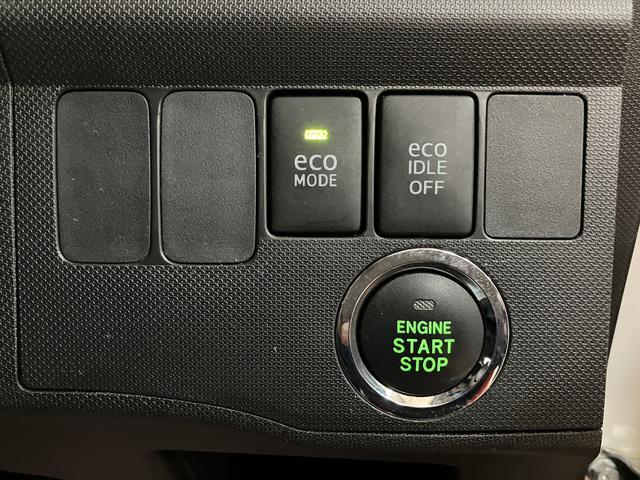 eco
MODE
eco
IDLE
OFF
ENGINE
START
STOP